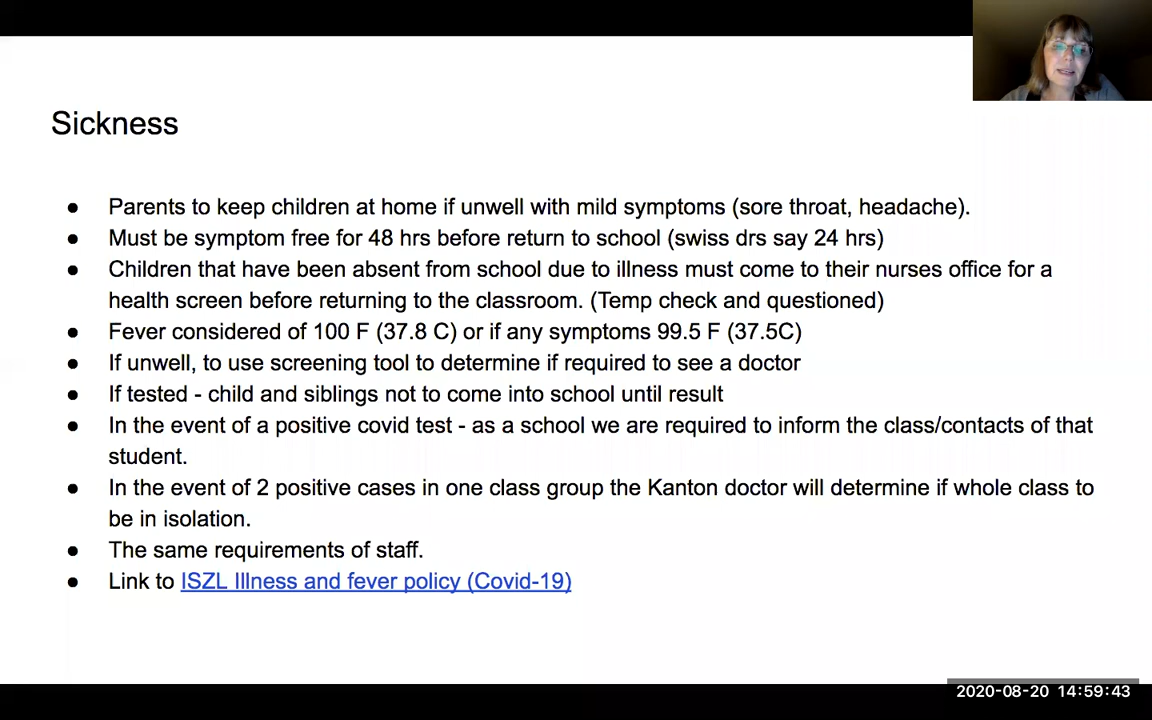 Sickness
● Parents to keep children at home if unwell with mild symptoms (sore throat, headache).
● Must be symptom free for 48 hrs before return to school (swiss drs say 24 hrs)
● Children that have been absent from school due to illness must come to their nurses office for a
health screen before returning to the classroom. (Temp check and questioned)
● Fever considered of 100 F (37.8 C) or if any symptoms 99.5 F (37.5C)
● If unwell, to use screening tool to determine if required to see a doctor
● If tested - child and siblings not to come into school until result
● In the event of a positive covid test - as a school we are required to inform the class/contacts of that
student.
● In the event of 2 positive cases in one class group the Kanton doctor will determine if whole class to
be in isolation.
● The same requirements of staff.
● Link to ISZL Illness and fever policy (Covid-19)
2020-08-20 14:59:43